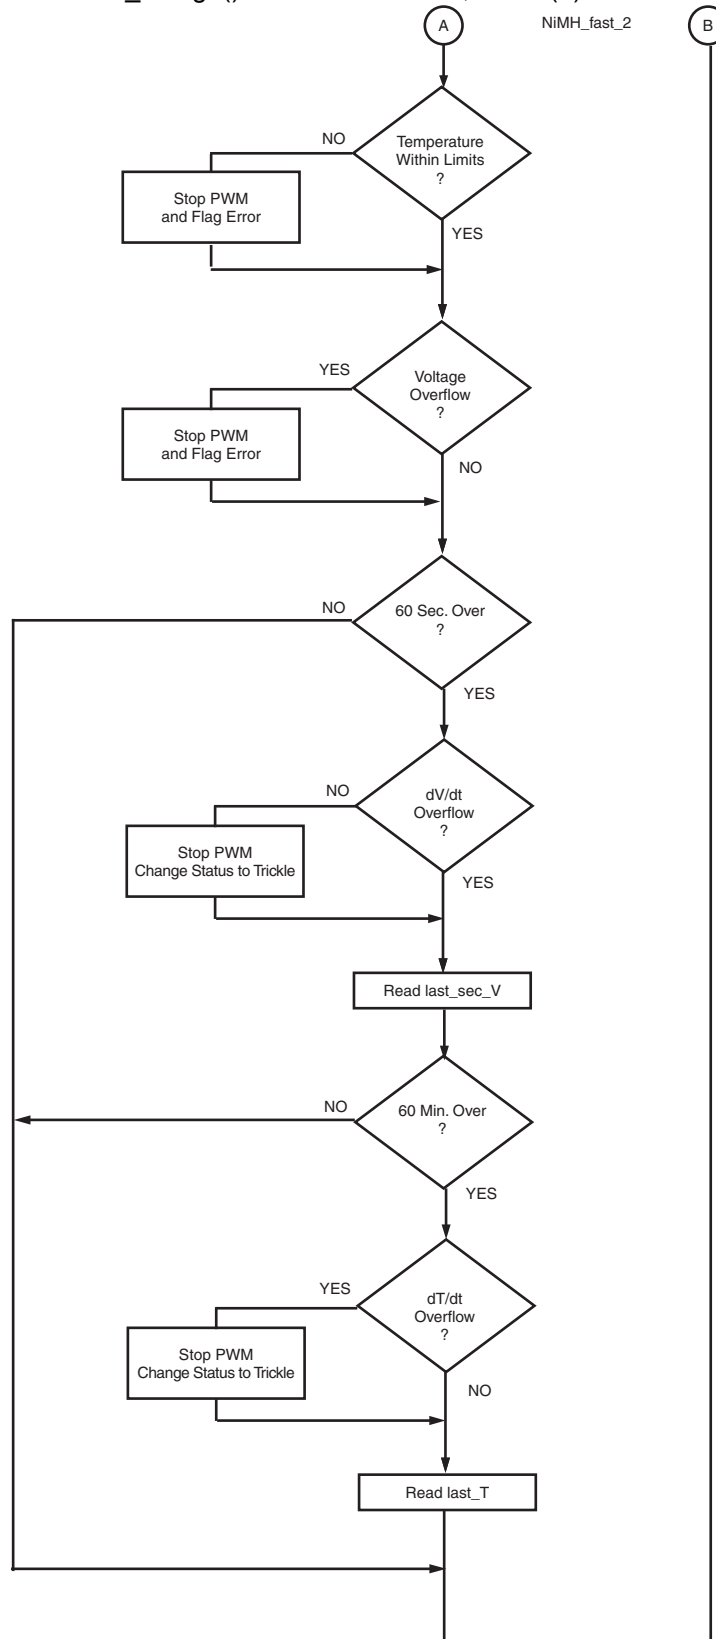 A
NiMH_fast_2
B
Temperature
Within Limits
?
NO
Stop PWM
and Flag Error
YES
Voltage
Overflow
?
YES
Stop PWM
and Flag Error
NO
60 Sec. Over
?
NO
YES
dV/dt
Overflow
?
NO
Stop PWM
Change Status to Trickle
YES
Read last_sec_V
60 Min. Over
?
NO
YES
dT/dt
Overflow
?
YES
Stop PWM
Change Status to Trickle
NO
Read last_T